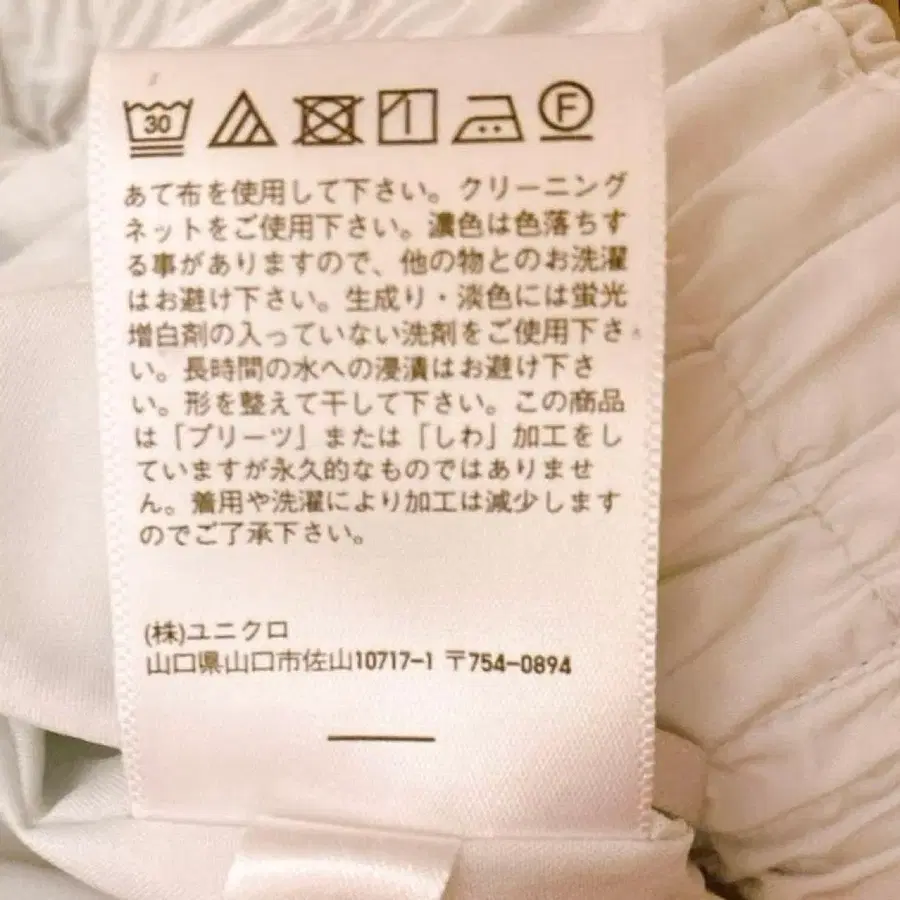 30 F
あて布を使用して下さい。クリーニング
ネットをご使用下さい。濃色は色落ちす
る事がありますので、他の物とのお洗濯
はお避け下さい。生成り・淡色には蛍光
増白剤の入っていない洗剤をご使用下さ
い。長時間の水への浸漬はお避け下さ
い。形を整えて干して下さい。この商品
は「プリーツ」または「しわ」加工をし
ていますが永久的なものではありませ
ん。着用や洗濯により加工は減少します
のでご了承下さい。
(株)ユニクロ
山口県山口市佐山10717-1 〒754-0894